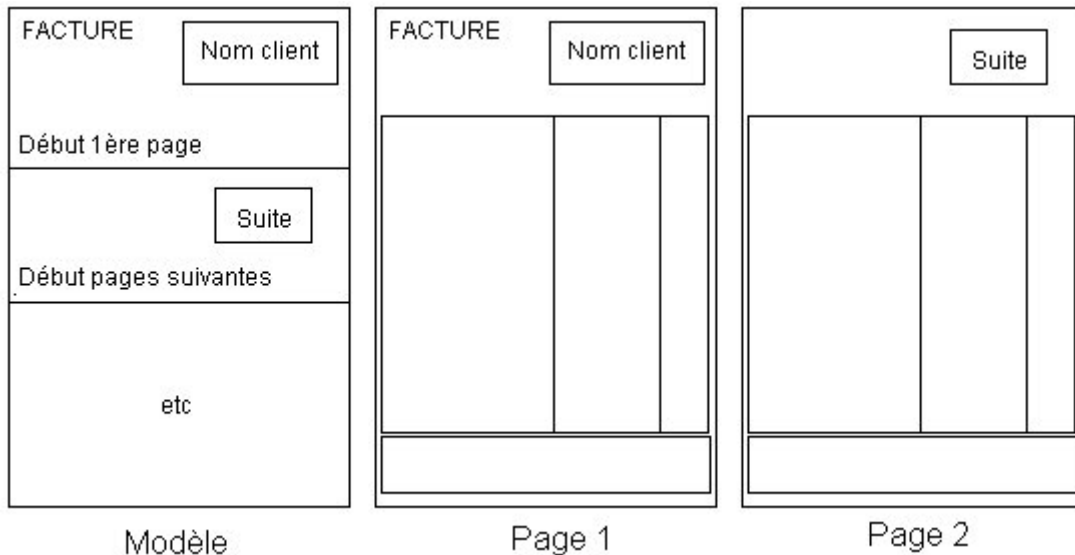 FACTURE
Nom client
Début 1ère page
Suite
Début pages suivantes
etc
Modèle
FACTURE
Nom client
Page 1
Suite
Page 2